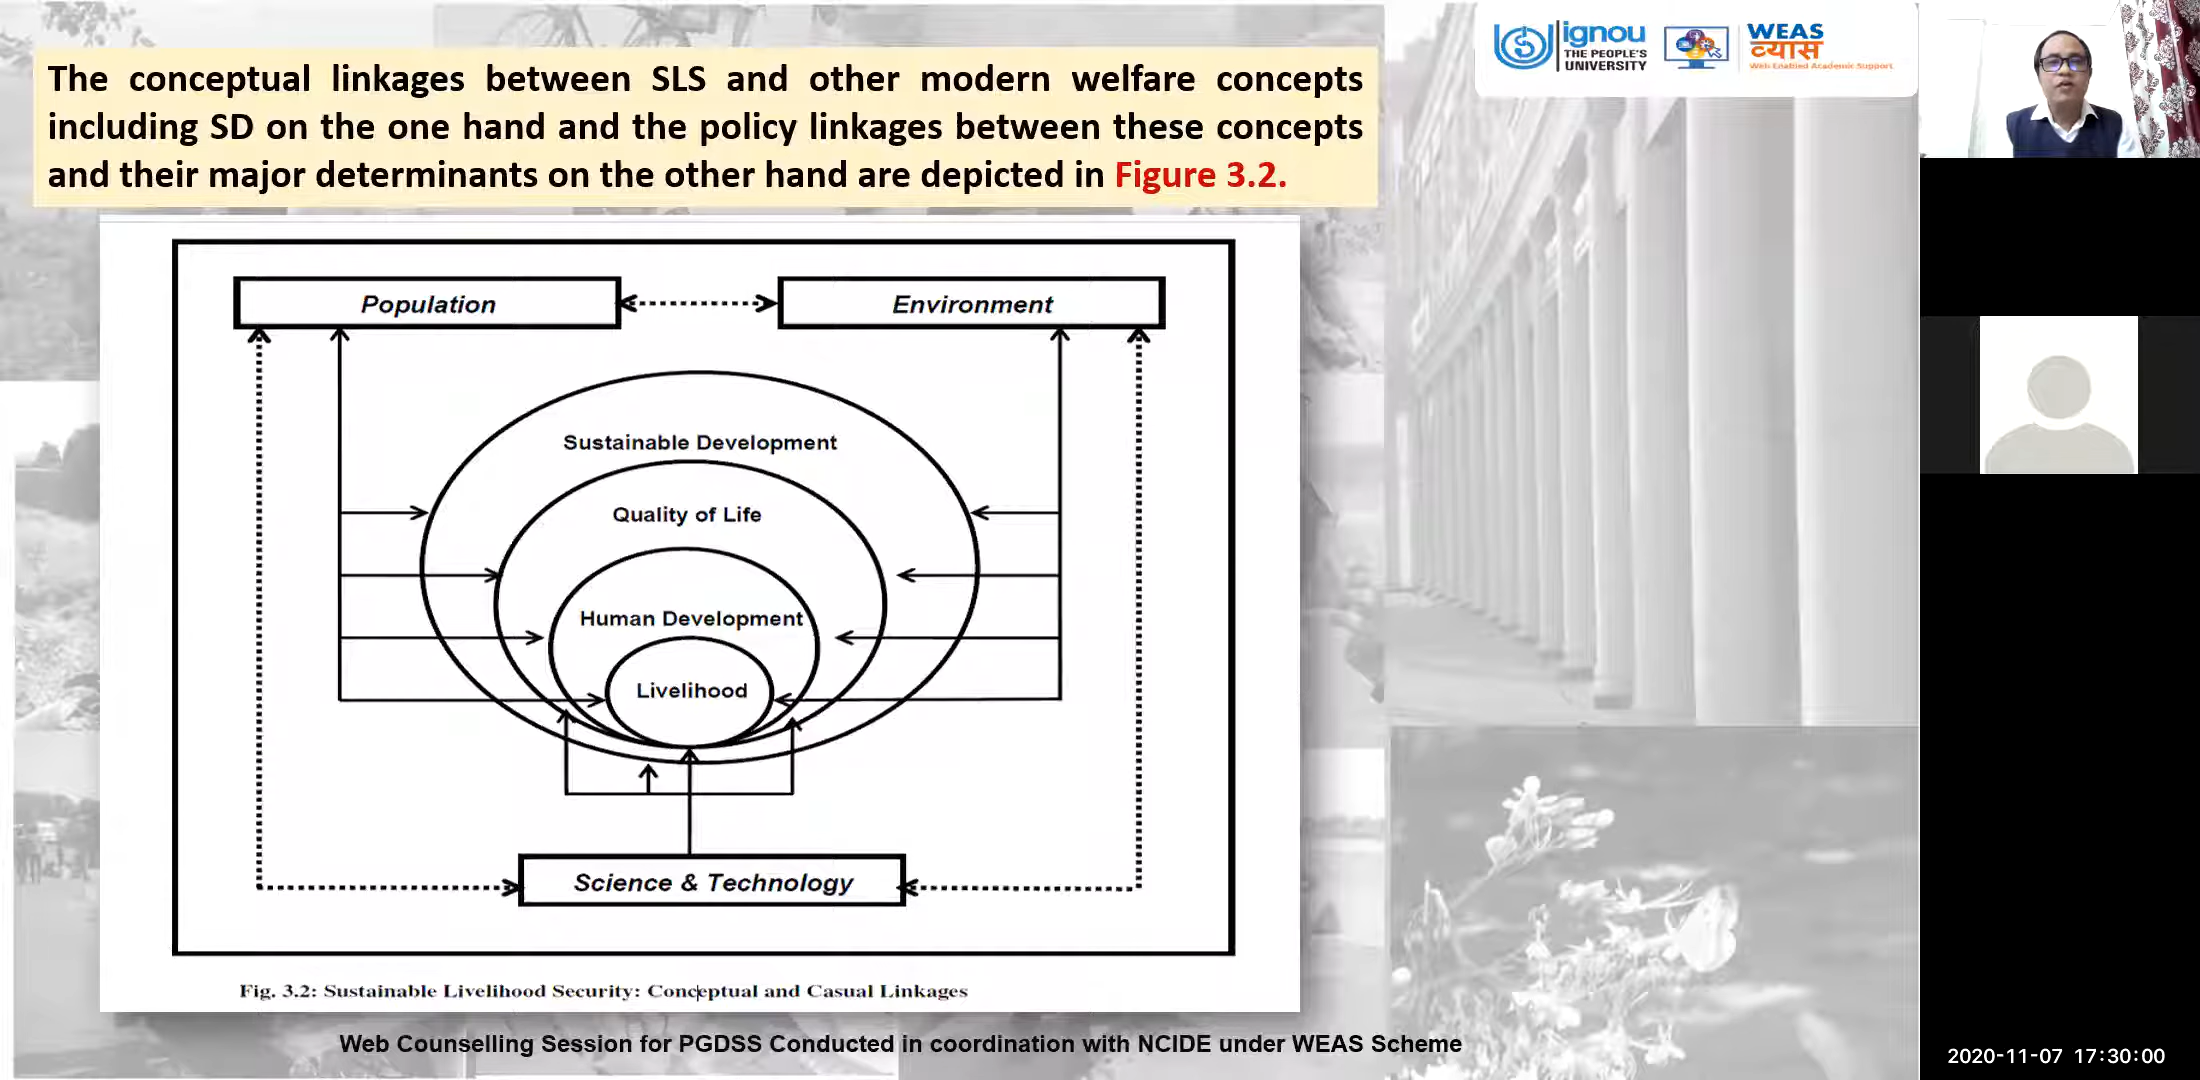 The conceptual linkages between SLS and other modern welfare concepts
including SD on the one hand and the policy linkages between these concepts
and their major determinants on the other hand are depicted in Figure 3.2.
ignou
THE PEOPLE'S
UNIVERSITY
WEAS
व्यास
Web Enabled Academic Support
Population
Environment
Sustainable Development
Quality of Life
Human Development
Livelihood
Science & Technology
Fig. 3.2: Sustainable Livelihood Security: Conceptual and Casual Linkages
Web Counselling Session for PGDSS Conducted in coordination with NCIDE under WEAS Scheme
2020-11-07 17:30:00